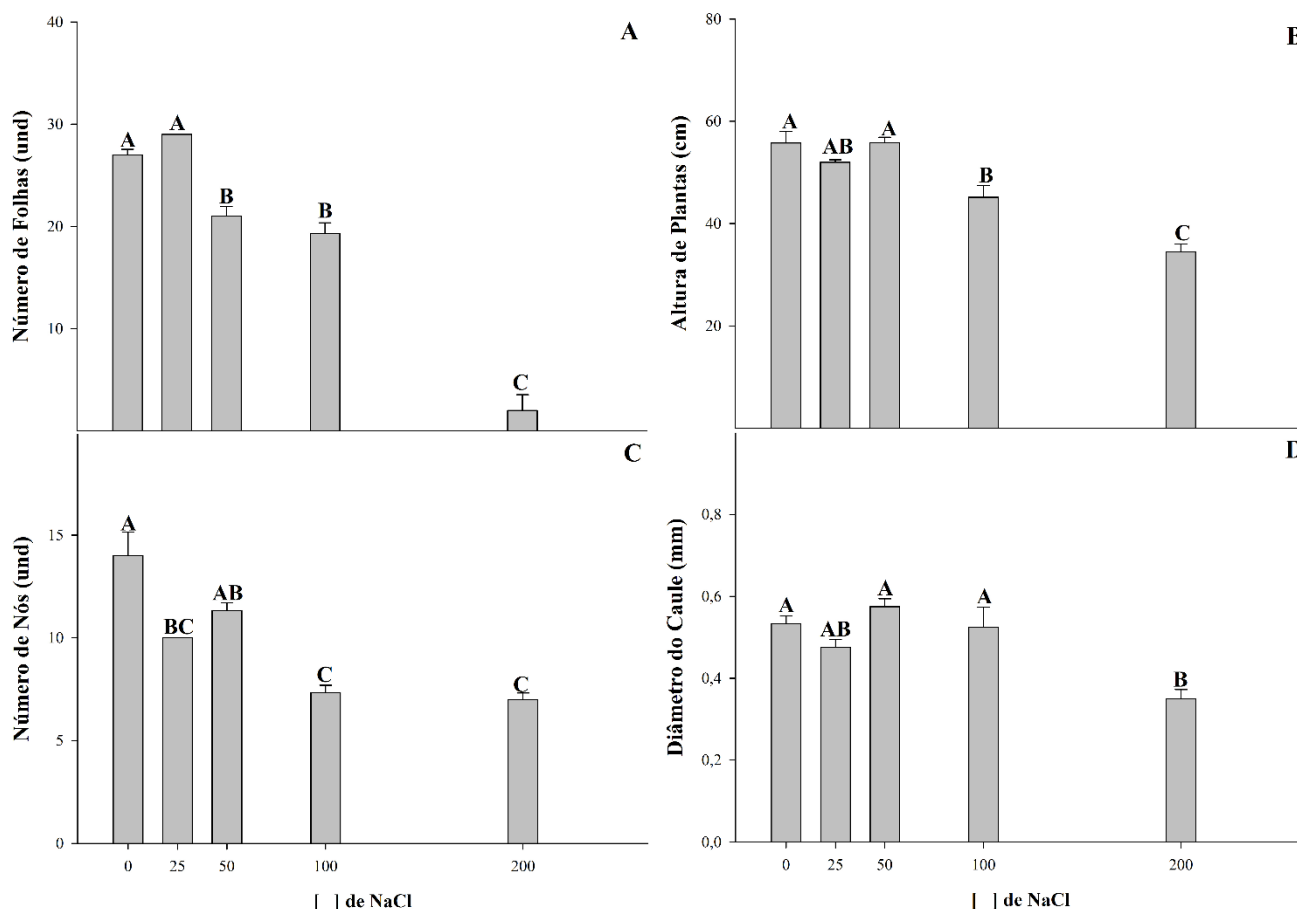 A
Número de Folhas (und)
40
30
20
10
A
A
B
B
C
B
Altura de Plantas (cm)
80
60
40
20
A
AB
A
B
C
C
Número de Nós (und)
15
10
5
0
A
BC
AB
C
C
0 25 50 100 200
[ ] de NaCl
D
Diâmetro do Caule (mm)
0,8
0,6
0,4
0,2
0,0
A
AB
A
A
B
0 25 50 100 200
[ ] de NaCl